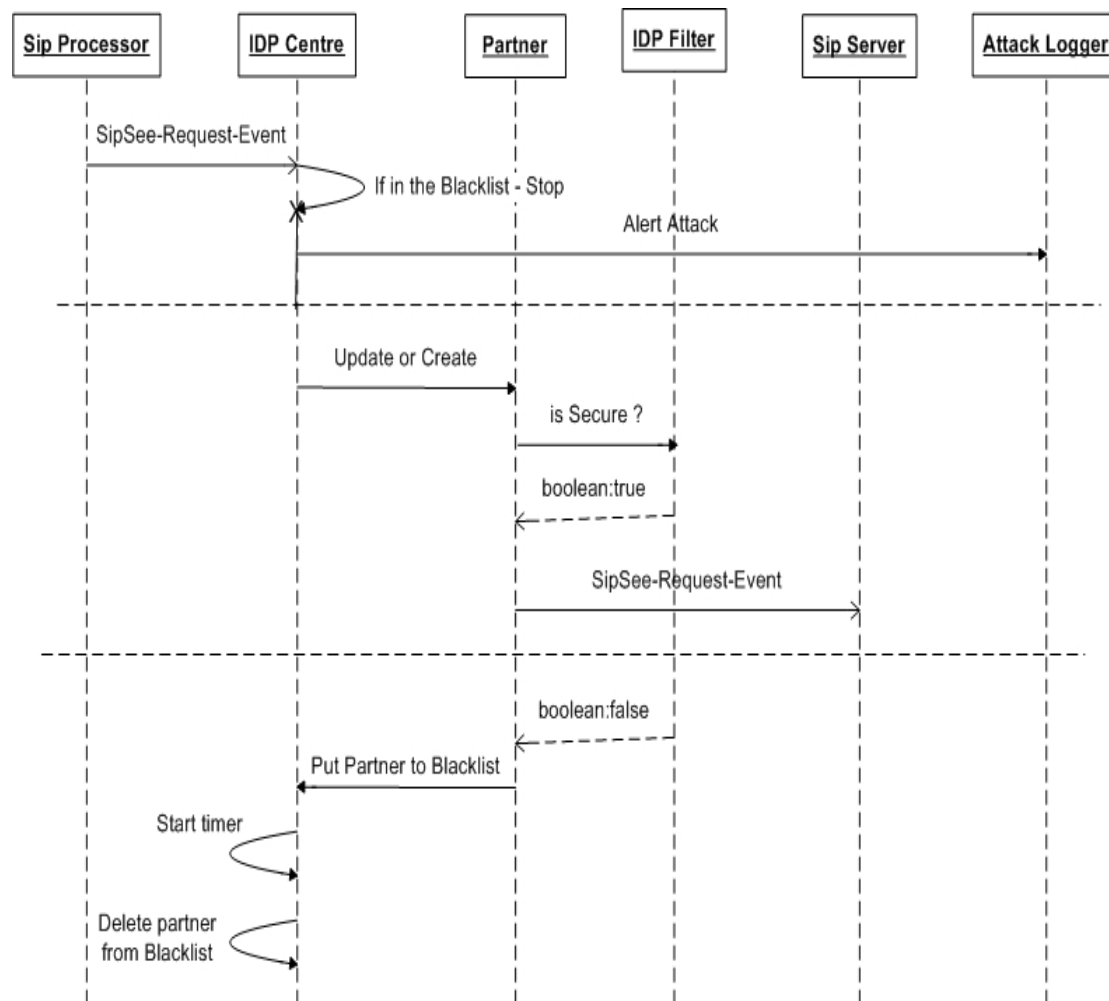 Sip Processor
IDP Centre
Partner
IDP Filter
Sip Server
Attack Logger
SipSee-Request-Event
If in the Blacklist - Stop
Alert Attack
Update or Create
is Secure ?
boolean:true
SipSee-Request-Event
boolean:false
Put Partner to Blacklist
Start timer
Delete partner
from Blacklist